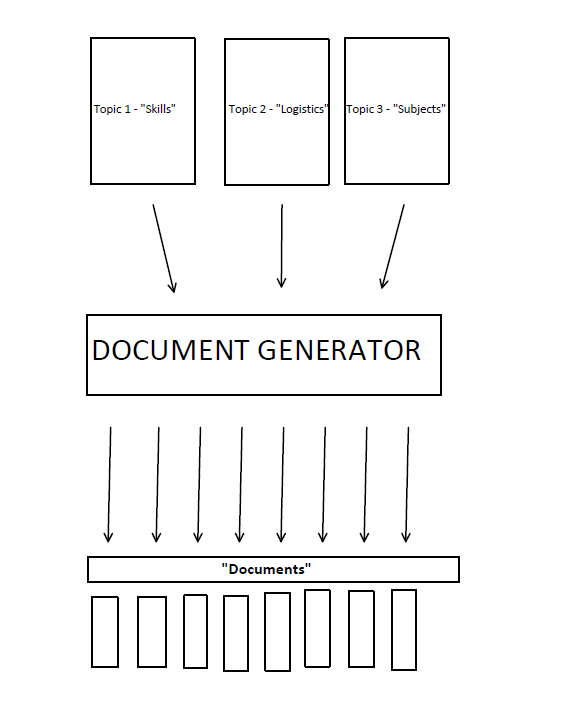 Topic 1 - "Skills"
Topic 2 - "Logistics"
Topic 3 - "Subjects"
DOCUMENT GENERATOR
"Documents"